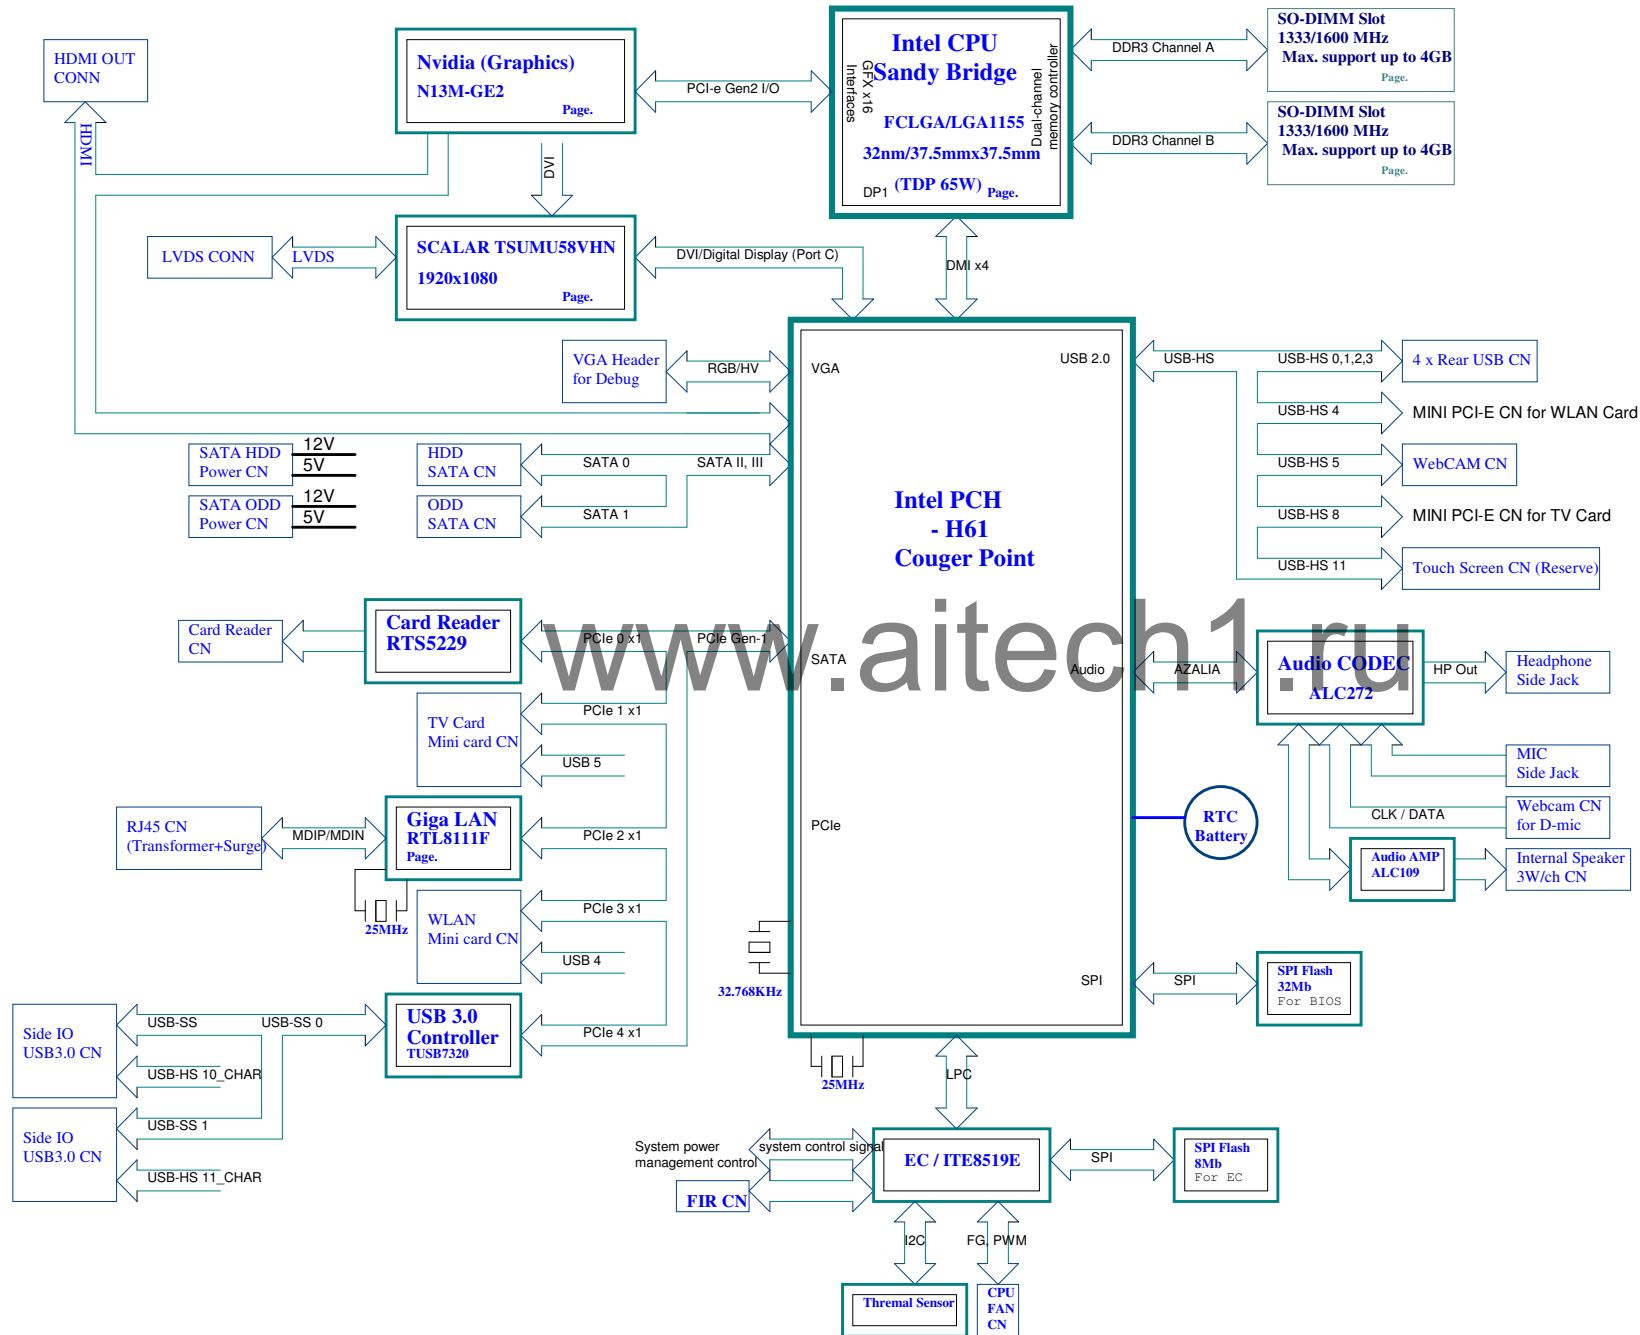 HDMI OUT
CONN
HDMI
Nvidia (Graphics)
N13M-GE2
Page.
PCI-e Gen2 I/O
DVI
Intel CPU
Sandy Bridge
GFX x16
Interfaces
Dual-channel
memory controller
FCLGA/LGA1155
32nm/37.5mmx37.5mm
(TDP 65W) Page.
DP1
DDR3 Channel A
DDR3 Channel B
SO-DIMM Slot
1333/1600 MHz
Max. support up to 4GB
Page.
SO-DIMM Slot
1333/1600 MHz
Max. support up to 4GB
Page.
LVDS CONN
LVDS
SCALAR TSUMU58VHN
1920x1080
Page.
DVI/Digital Display (Port C)
DMI x4
VGA Header
for Debug
RGB/HV
VGA
USB 2.0
USB-HS
USB-HS 0,1,2,3
4 x Rear USB CN
USB-HS 4
MINI PCI-E CN for WLAN Card
USB-HS 5
WebCAM CN
USB-HS 8
MINI PCI-E CN for TV Card
USB-HS 11
Touch Screen CN (Reserve)
SATA HDD
Power CN
12V
5V
SATA ODD
Power CN
12V
5V
HDD
SATA CN
SATA 0
SATA II, III
ODD
SATA CN
SATA 1
Intel PCH
- H61
Couger Point
www.aitech1.ru
Card Reader
CN
Card Reader
RTS5229
PCIe 0 x1
PCIe Gen-1
SATA
Audio
AZALIA
Audio CODEC
ALC272
HP Out
Headphone
Side Jack
TV Card
Mini card CN
PCIe 1 x1
USB 5
MIC
Side Jack
CLK / DATA
Webcam CN
for D-mic
Audio AMP
ALC109
Internal Speaker
3W/ch CN
RJ45 CN
(Transformer+Surge)
MDIP/MDIN
Giga LAN
RTL8111F
Page.
25MHz
PCIe 2 x1
PCIe
RTC
Battery
WLAN
Mini card CN
PCIe 3 x1
USB 4
32.768KHz
SPI
SPI
SPI Flash
32Mb
For BIOS
Side IO
USB3.0 CN
USB-SS
USB-SS 0
USB-HS 10_CHAR
USB 3.0
Controller
TUSB7320
PCIe 4 x1
25MHz
LPC
Side IO
USB3.0 CN
USB-SS 1
USB-HS 11_CHAR
System power
management control
system control signal
FIR CN
EC / ITE8519E
SPI
SPI Flash
8Mb
For EC
I2C
FG, PWM
Thremal Sensor
CPU
FAN
CN